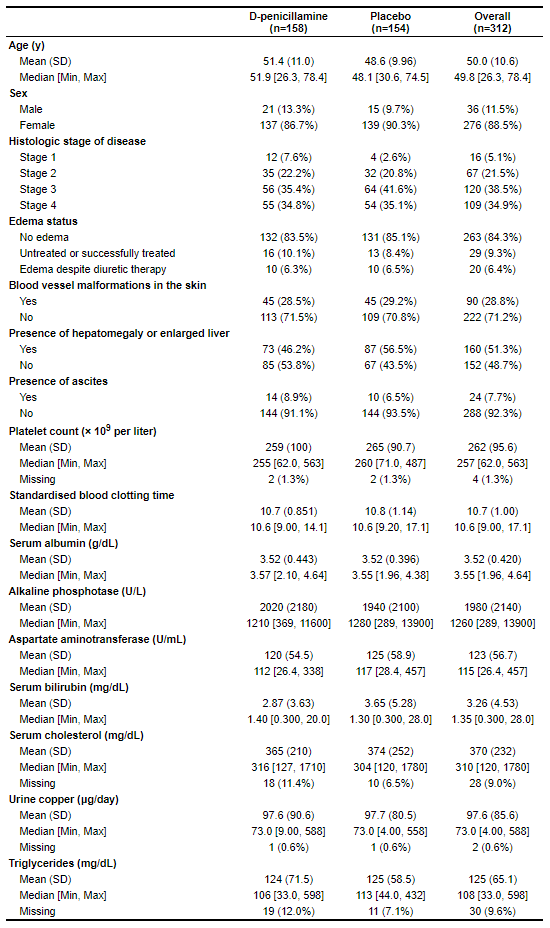 D-penicillamine Placebo Overall
(n=158) (n=154) (n=312)
Age (y)
Mean (SD) 51.4 (11.0) 48.6 (9.96) 50.0 (10.6)
Median [Min, Max] 51.9 [26.3, 78.4] 48.1 [30.6, 74.5] 49.8 [26.3, 78.4]
Sex
Male 21 (13.3%) 15 (9.7%) 36 (11.5%)
Female 137 (86.7%) 139 (90.3%) 276 (88.5%)
Histologic stage of disease
Stage 1 12 (7.6%) 4 (2.6%) 16 (5.1%)
Stage 2 35 (22.2%) 32 (20.8%) 67 (21.5%)
Stage 3 56 (35.4%) 64 (41.6%) 120 (38.5%)
Stage 4 55 (34.8%) 54 (35.1%) 109 (34.9%)
Edema status
No edema 132 (83.5%) 131 (85.1%) 263 (84.3%)
Untreated or successfully treated 16 (10.1%) 13 (8.4%) 29 (9.3%)
Edema despite diuretic therapy 10 (6.3%) 10 (6.5%) 20 (6.4%)
Blood vessel malformations in the skin
Yes 45 (28.5%) 45 (29.2%) 90 (28.8%)
No 113 (71.5%) 109 (70.8%) 222 (71.2%)
Presence of hepatomegaly or enlarged liver
Yes 73 (46.2%) 87 (56.5%) 160 (51.3%)
No 85 (53.8%) 67 (43.5%) 152 (48.7%)
Presence of ascites
Yes 14 (8.9%) 10 (6.5%) 24 (7.7%)
No 144 (91.1%) 144 (93.5%) 288 (92.3%)
Platelet count (× 10⁹ per liter)
Mean (SD) 259 (100) 265 (90.7) 262 (95.6)
Median [Min, Max] 255 [62.0, 563] 260 [71.0, 487] 257 [62.0, 563]
Missing 2 (1.3%) 2 (1.3%) 4 (1.3%)
Standardised blood clotting time
Mean (SD) 10.7 (0.851) 10.8 (1.14) 10.7 (1.00)
Median [Min, Max] 10.6 [9.00, 14.1] 10.6 [9.20, 17.1] 10.6 [9.00, 17.1]
Serum albumin (g/dL)
Mean (SD) 3.52 (0.443) 3.52 (0.396) 3.52 (0.420)
Median [Min, Max] 3.57 [2.10, 4.64] 3.55 [1.96, 4.38] 3.55 [1.96, 4.64]
Alkaline phosphotase (U/L)
Mean (SD) 2020 (2180) 1940 (2100) 1980 (2140)
Median [Min, Max] 1210 [369, 11600] 1280 [289, 13900] 1260 [289, 13900]
Aspartate aminotransferase (U/mL)
Mean (SD) 120 (54.5) 125 (58.9) 123 (56.7)
Median [Min, Max] 112 [26.4, 338] 117 [28.4, 457] 115 [26.4, 457]
Serum bilirubin (mg/dL)
Mean (SD) 2.87 (3.63) 3.65 (5.28) 3.26 (4.53)
Median [Min, Max] 1.40 [0.300, 20.0] 1.30 [0.300, 28.0] 1.35 [0.300, 28.0]
Serum cholesterol (mg/dL)
Mean (SD) 365 (210) 374 (252) 370 (232)
Median [Min, Max] 316 [127, 1710] 304 [120, 1780] 310 [120, 1780]
Missing 18 (11.4%) 10 (6.5%) 28 (9.0%)
Urine copper (µg/day)
Mean (SD) 97.6 (90.6) 97.7 (80.5) 97.6 (85.6)
Median [Min, Max] 73.0 [9.00, 588] 73.0 [4.00, 558] 73.0 [4.00, 588]
Missing 1 (0.6%) 1 (0.6%) 2 (0.6%)
Triglycerides (mg/dL)
Mean (SD) 124 (71.5) 125 (58.5) 125 (65.1)
Median [Min, Max] 106 [33.0, 598] 113 [44.0, 432] 108 [33.0, 598]
Missing 19 (12.0%) 11 (7.1%) 30 (9.6%)